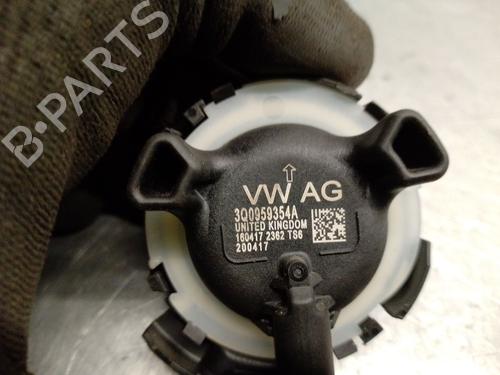 B-PARTS
VW AG
3Q0959354A
UNITED KINGDOM
160417 2362 TS6
200417